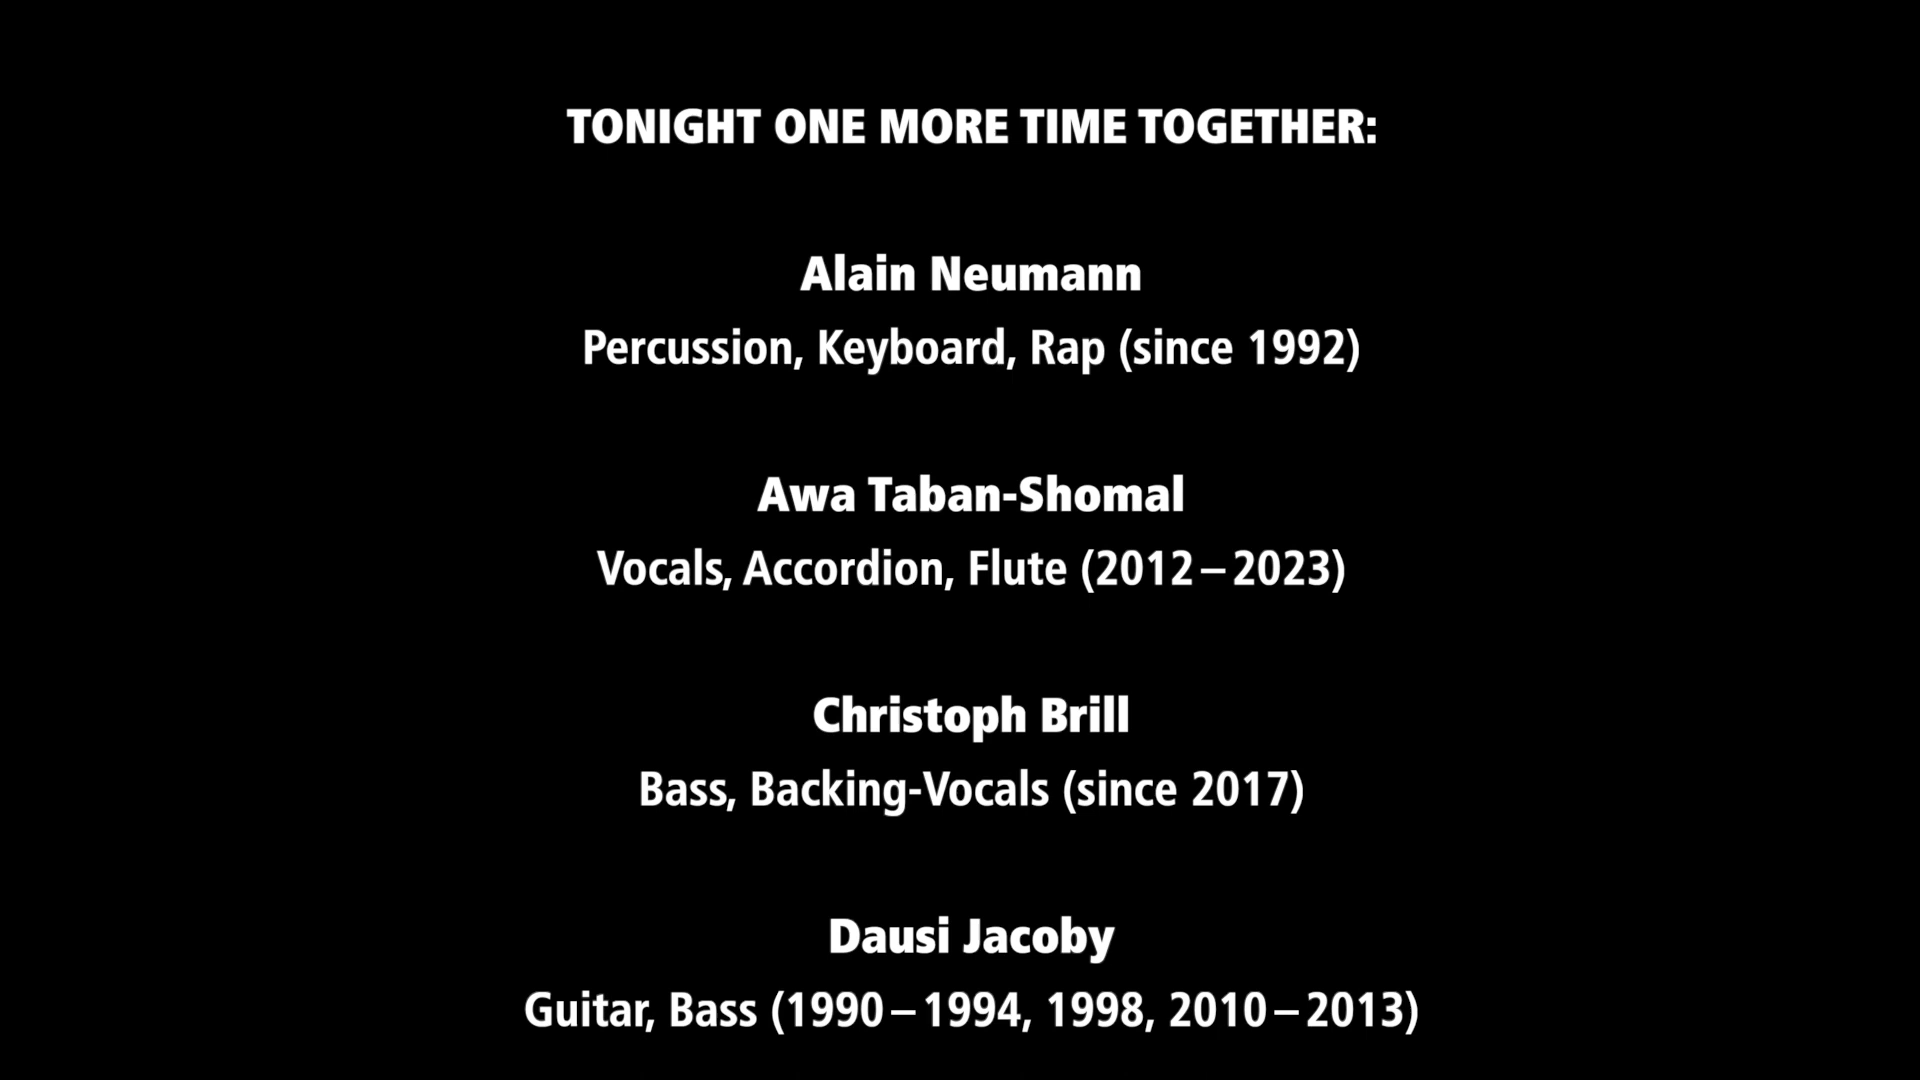 TONIGHT ONE MORE TIME TOGETHER:
Alain Neumann
Percussion, Keyboard, Rap (since 1992)
Awa Taban-Shomal
Vocals, Accordion, Flute (2012 – 2023)
Christoph Brill
Bass, Backing-Vocals (since 2017)
Dausi Jacoby
Guitar, Bass (1990 – 1994, 1998, 2010 – 2013)